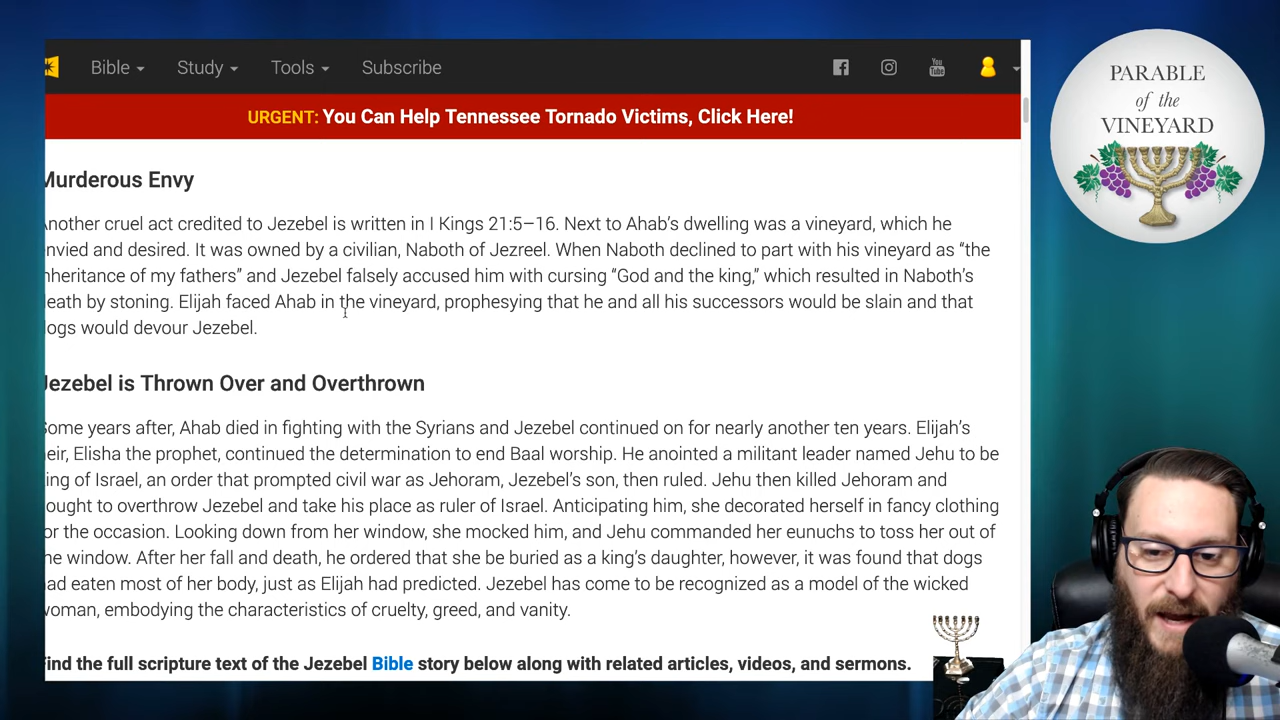 Bible Study Tools Subscribe
URGENT: You Can Help Tennessee Tornado Victims, Click Here!
PARABLE
of the
VINEYARD
Murderous Envy
nother cruel act credited to Jezebel is written in I Kings 21:5–16. Next to Ahab’s dwelling was a vineyard, which he
nvied and desired. It was owned by a civilian, Naboth of Jezreel. When Naboth declined to part with his vineyard as “the
nheritance of my fathers” and Jezebel falsely accused him with cursing “God and the king,” which resulted in Naboth’s
eath by stoning. Elijah faced Ahab in the vineyard, prophesying that he and all his successors would be slain and that
ogs would devour Jezebel.
Jezebel is Thrown Over and Overthrown
ome years after, Ahab died in fighting with the Syrians and Jezebel continued on for nearly another ten years. Elijah’s
eir, Elisha the prophet, continued the determination to end Baal worship. He anointed a militant leader named Jehu to be
ing of Israel, an order that prompted civil war as Jehoram, Jezebel’s son, then ruled. Jehu then killed Jehoram and
ought to overthrow Jezebel and take his place as ruler of Israel. Anticipating him, she decorated herself in fancy clothing
or the occasion. Looking down from her window, she mocked him, and Jehu commanded her eunuchs to toss her out of
he window. After her fall and death, he ordered that she be buried as a king’s daughter, however, it was found that dogs
ad eaten most of her body, just as Elijah had predicted. Jezebel has come to be recognized as a model of the wicked
woman, embodying the characteristics of cruelty, greed, and vanity.
Find the full scripture text of the Jezebel Bible story below along with related articles, videos, and sermons.